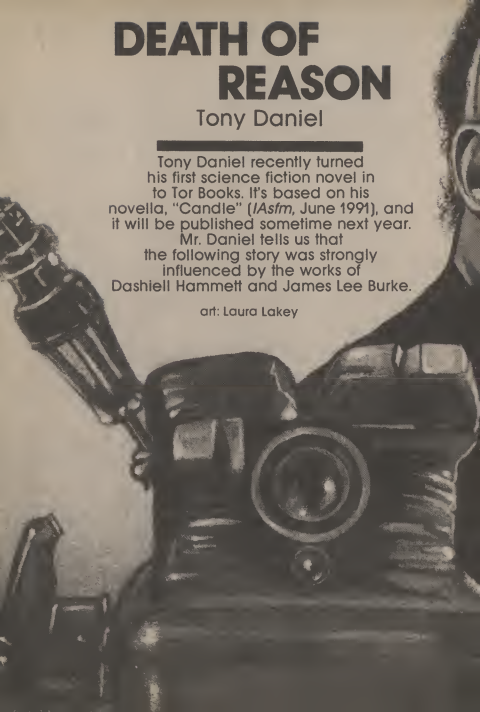 DEATH OF
REASON
Tony Daniel
Tony Daniel recently turned
his first science fiction novel in
to Tor Books. It's based on his
novella, "Candle" (IAsfm, June 1991), and
it will be published sometime next year.
Mr. Daniel tells us that
the following story was strongly
influenced by the works of
Dashiell Hammett and James Lee Burke.
art: Laura Lakey